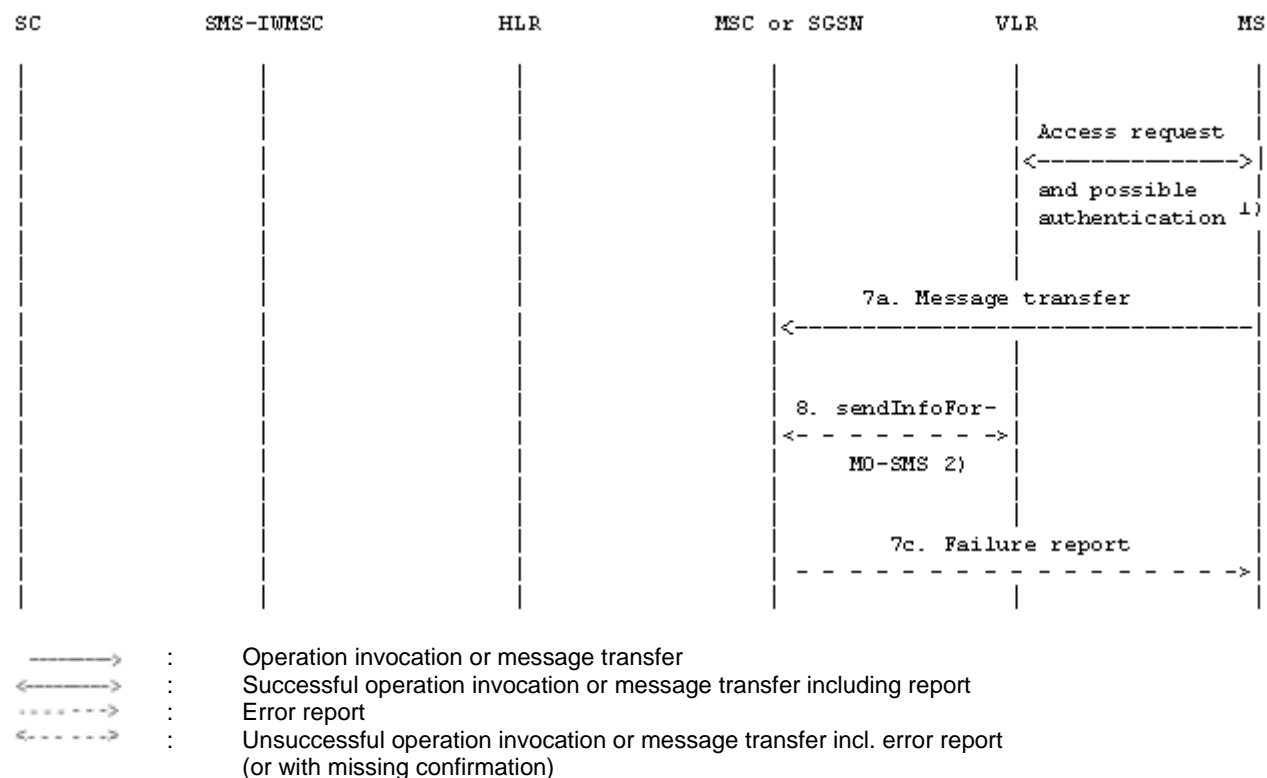 SC SMS-IWMSC HLR MSC or SGSN VLR MS
Access request
and possible
authentication 1)
7a. Message transfer
8. sendInfoFor-
MO-SMS 2)
7c. Failure report
: Operation invocation or message transfer
: Successful operation invocation or message transfer including report
: Error report
: Unsuccessful operation invocation or message transfer incl. error report
(or with missing confirmation)